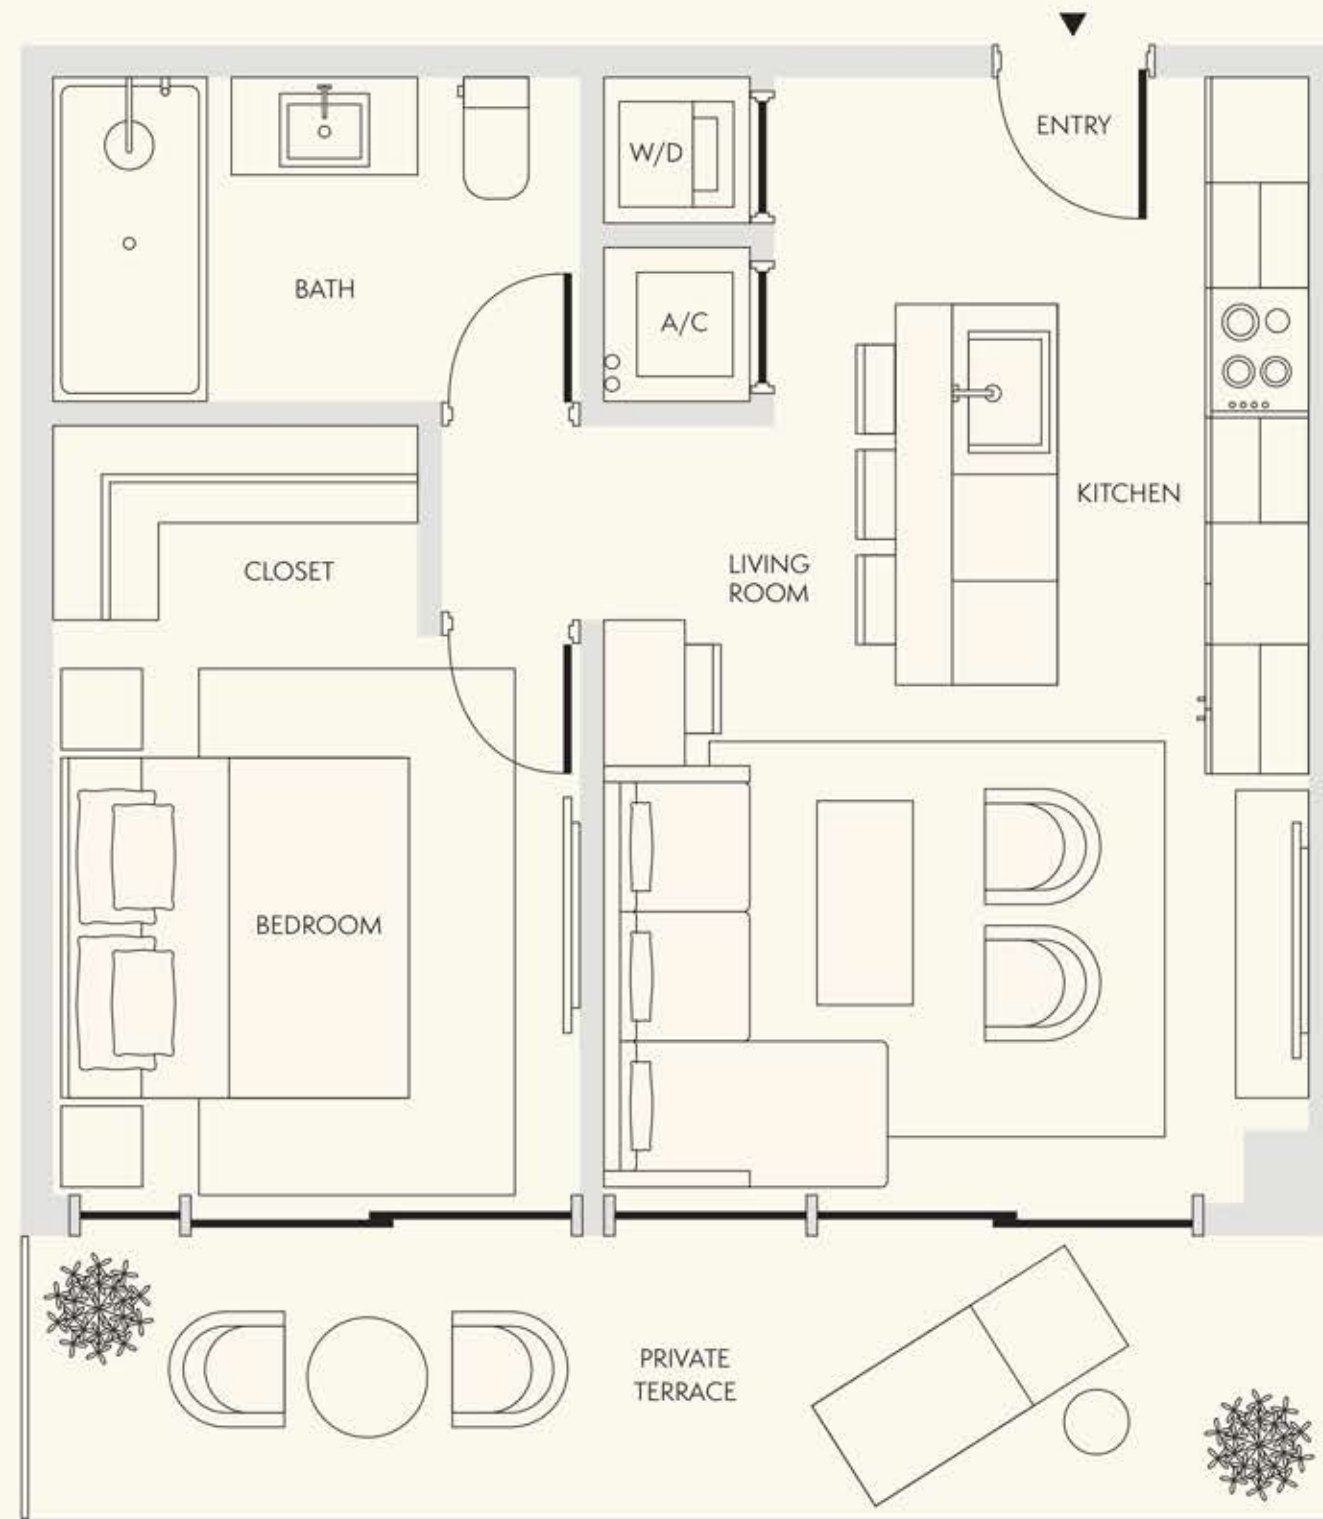 ENTRY
W/D
BATH
A/C
KITCHEN
LIVING
ROOM
CLOSET
BEDROOM
PRIVATE
TERRACE